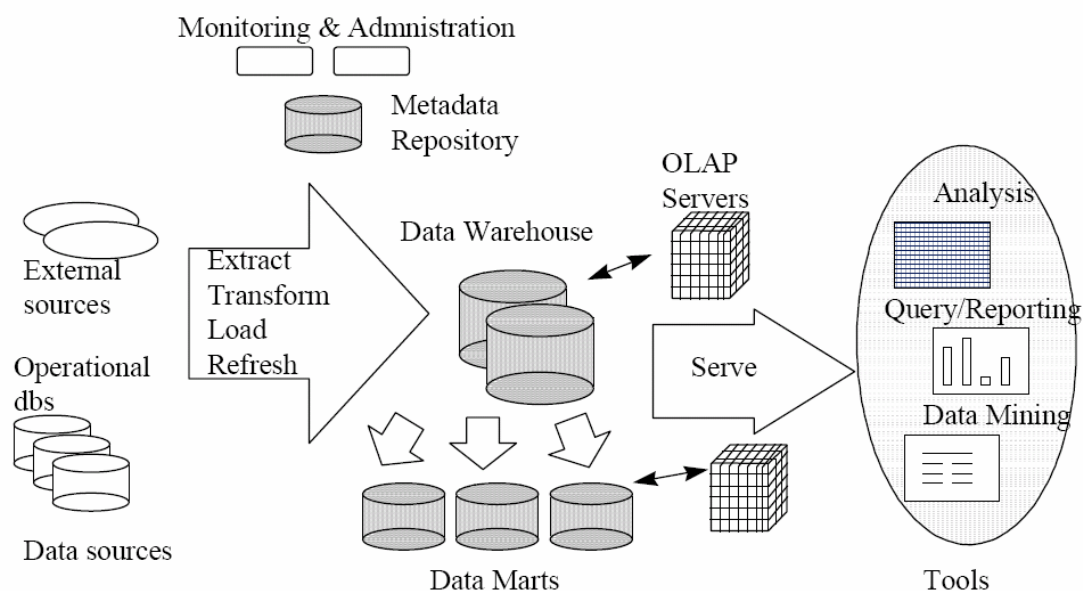 Monitoring & Admnistration
Metadata
Repository
OLAP
Servers
Analysis
Data Warehouse
External
sources
Extract
Transform
Load
Refresh
Query/Reporting
Operational
dbs
Serve
Data Mining
Data sources
Data Marts
Tools